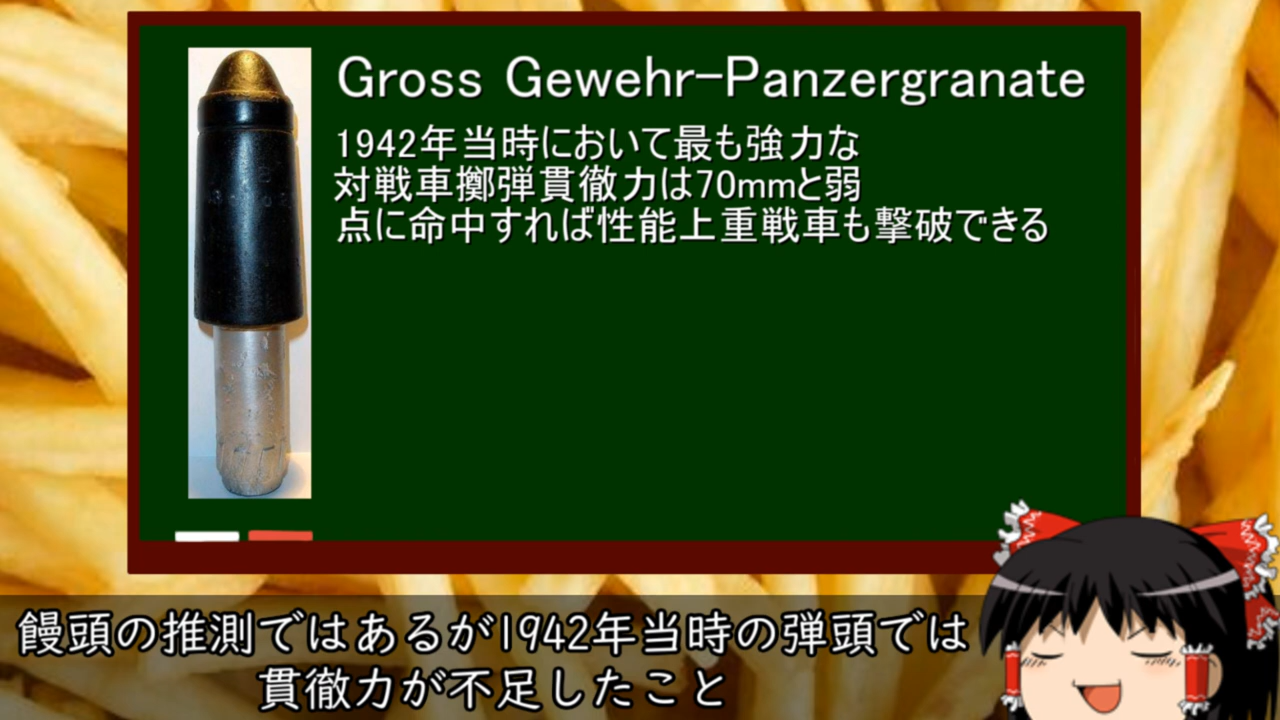 Gross Gewehr-Panzergranate
1942年当時において最も強力な
対戦車擲弾貫徹力は70mmと弱
点に命中すれば性能上重戦車も撃破できる
饅頭の推測ではあるが1942年当時の弾頭では
貫徹力が不足したこと